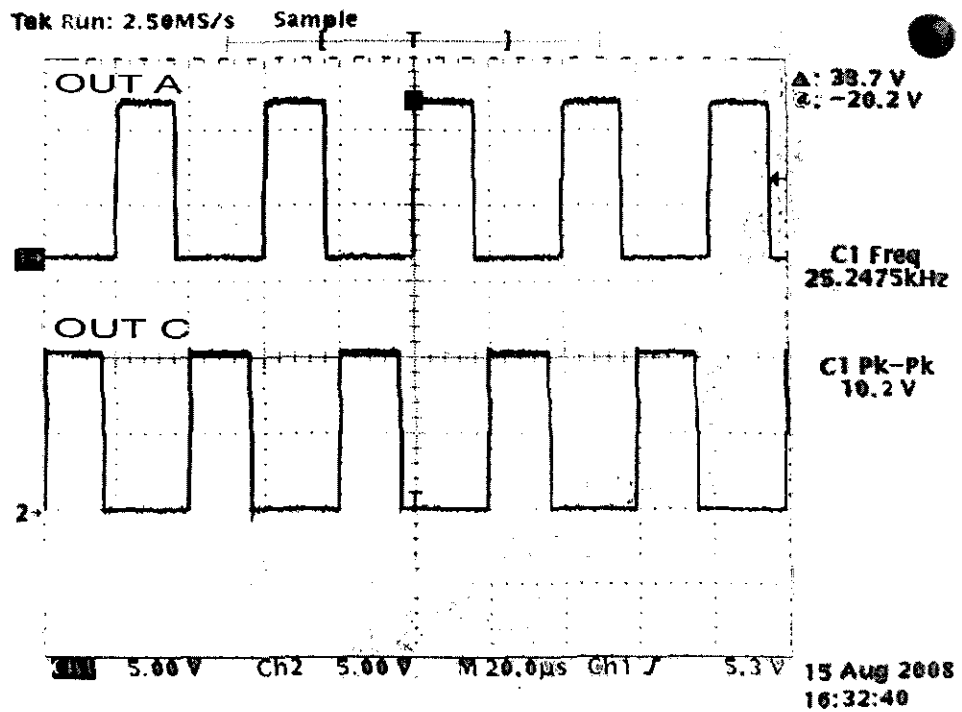 Tek Run: 2.50MS/s Sample
T
OUT A
Δ: 38.7 V
@: -20.2 V
C1 Freq
25.2475kHz
OUT C
C1 Pk-Pk
10.2 V
T
2→
5.00 V Ch2 5.00 V M 20.0µs Ch1 5.3 V
15 Aug 2008
16:32:40